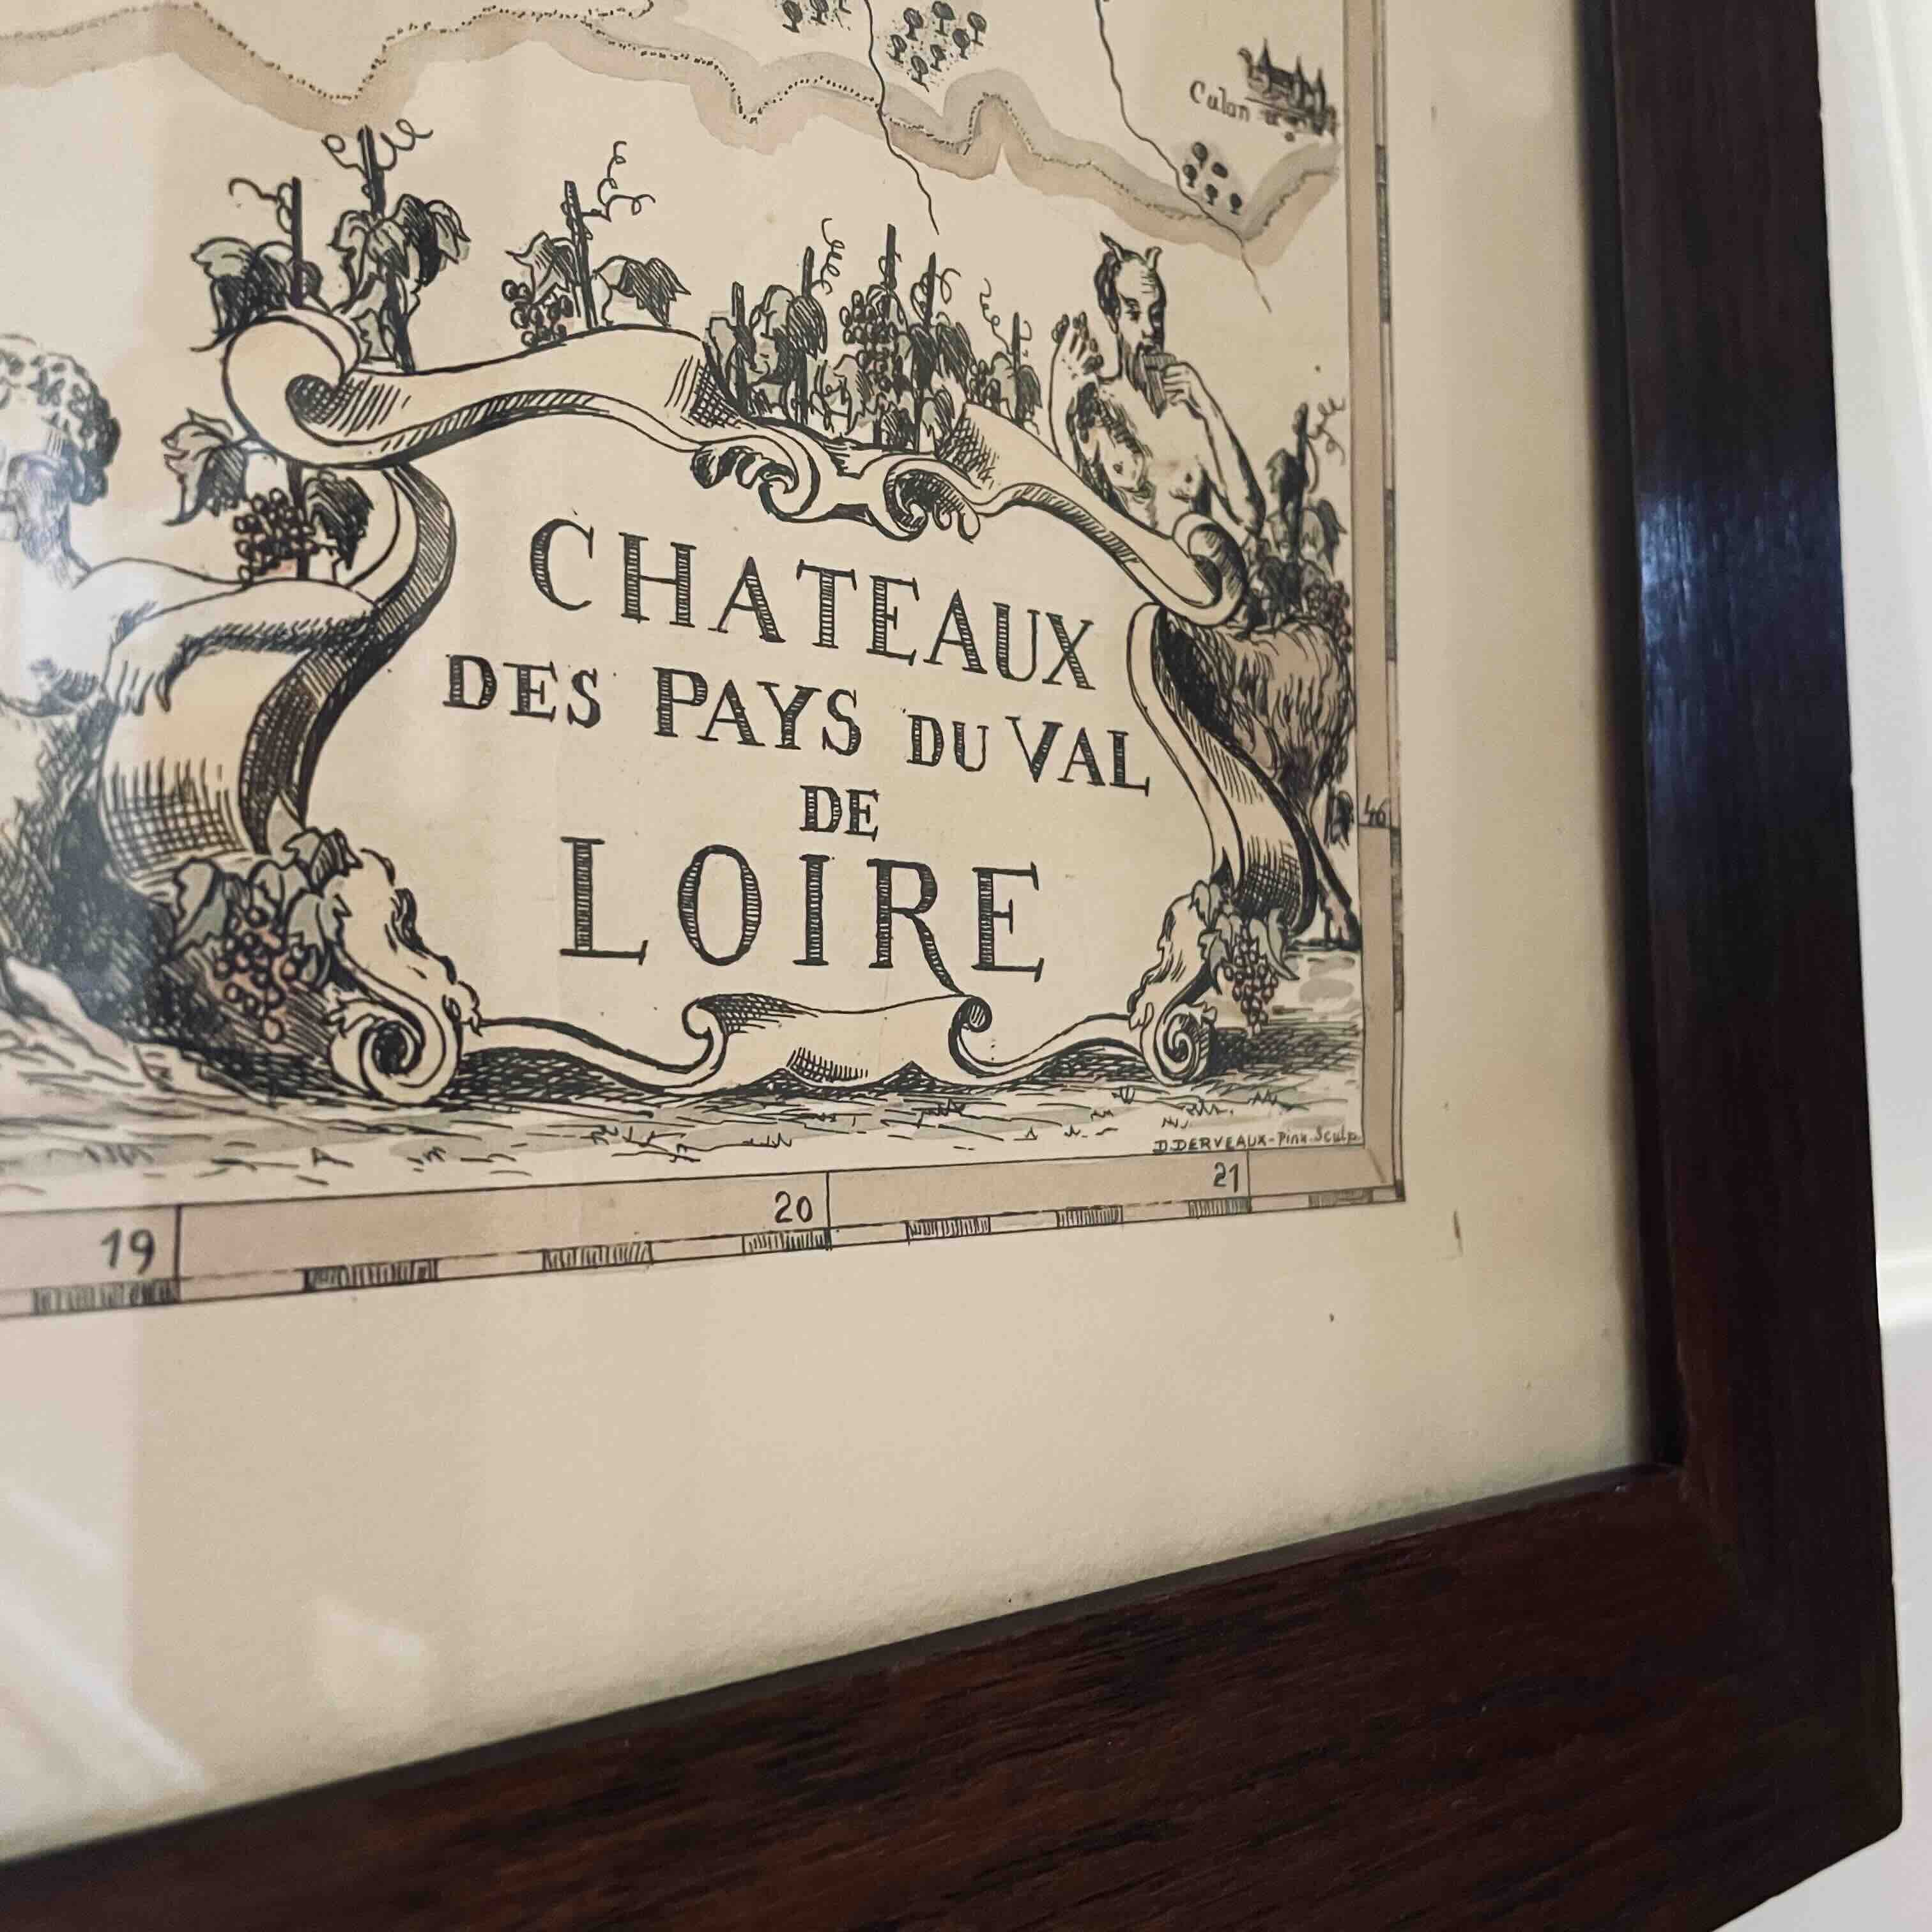 Culan
CHATEAUX
DES PAYS DU VAL
DE
LOIRE
46
D. DERVEAUX - Pinx. Sculp.
19
20
21